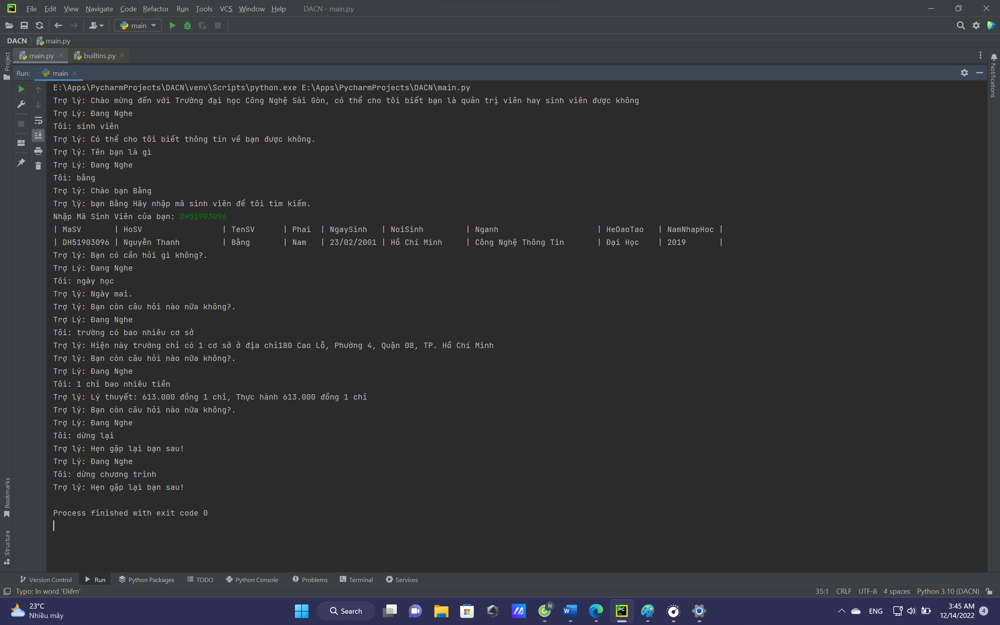 File Edit View Navigate Code Refactor Run Tools VCS Window Help DACN - main.py
main
DACN main.py
main.py builtins.py
Project
Notifications
Run: main
E:\Apps\PycharmProjects\DACN\venv\Scripts\python.exe E:\Apps\PycharmProjects\DACN\main.py
Trợ lý: Chào mừng đến với Trường đại học Công Nghệ Sài Gòn, có thể cho tôi biết bạn là quản trị viên hay sinh viên được không
Trợ Lý: Đang Nghe
Tôi: sinh viên
Trợ lý: Có thể cho tôi biết thông tin về bạn được không.
Trợ lý: Tên bạn là gì
Trợ Lý: Đang Nghe
Tôi: bằng
Trợ lý: Chào bạn Bằng
Trợ lý: bạn Bằng Hãy nhập mã sinh viên để tôi tìm kiếm.
Nhập Mã Sinh Viên của bạn: DH51903096
| MaSV | HoSV | TenSV | Phai | NgaySinh | NoiSinh | Nganh | HeDaoTao | NamNhapHoc |
| DH51903096 | Nguyễn Thanh | Bằng | Nam | 23/02/2001 | Hồ Chí Minh | Công Nghệ Thông Tin | Đại Học | 2019 |
Trợ lý: Bạn có cần hỏi gì không?.
Trợ Lý: Đang Nghe
Tôi: ngày học
Trợ lý: Ngày mai.
Trợ lý: Bạn còn câu hỏi nào nữa không?.
Trợ Lý: Đang Nghe
Tôi: trường có bao nhiêu cơ sở
Trợ lý: Hiện này trường chỉ có 1 cơ sở ở địa chỉ180 Cao Lỗ, Phường 4, Quận 08, TP. Hồ Chí Minh
Trợ lý: Bạn còn câu hỏi nào nữa không?.
Trợ Lý: Đang Nghe
Tôi: 1 chỉ bao nhiêu tiền
Trợ lý: Lý thuyết: 613.000 đồng 1 chỉ, Thực hành 613.000 đồng 1 chỉ
Trợ lý: Bạn còn câu hỏi nào nữa không?.
Trợ Lý: Đang Nghe
Tôi: dừng lại
Trợ lý: Hẹn gặp lại bạn sau!
Trợ Lý: Đang Nghe
Tôi: dừng chương trình
Trợ lý: Hẹn gặp lại bạn sau!
Process finished with exit code 0
Bookmarks
Structure
Version Control Run Python Packages TODO Python Console Problems Terminal Services
Typo: In word 'Điểm' 35:1 CRLF UTF-8 4 spaces Python 3.10 (DACN)
23°C
Nhiều mây
Search
ENG
3:45 AM
12/14/2022
4